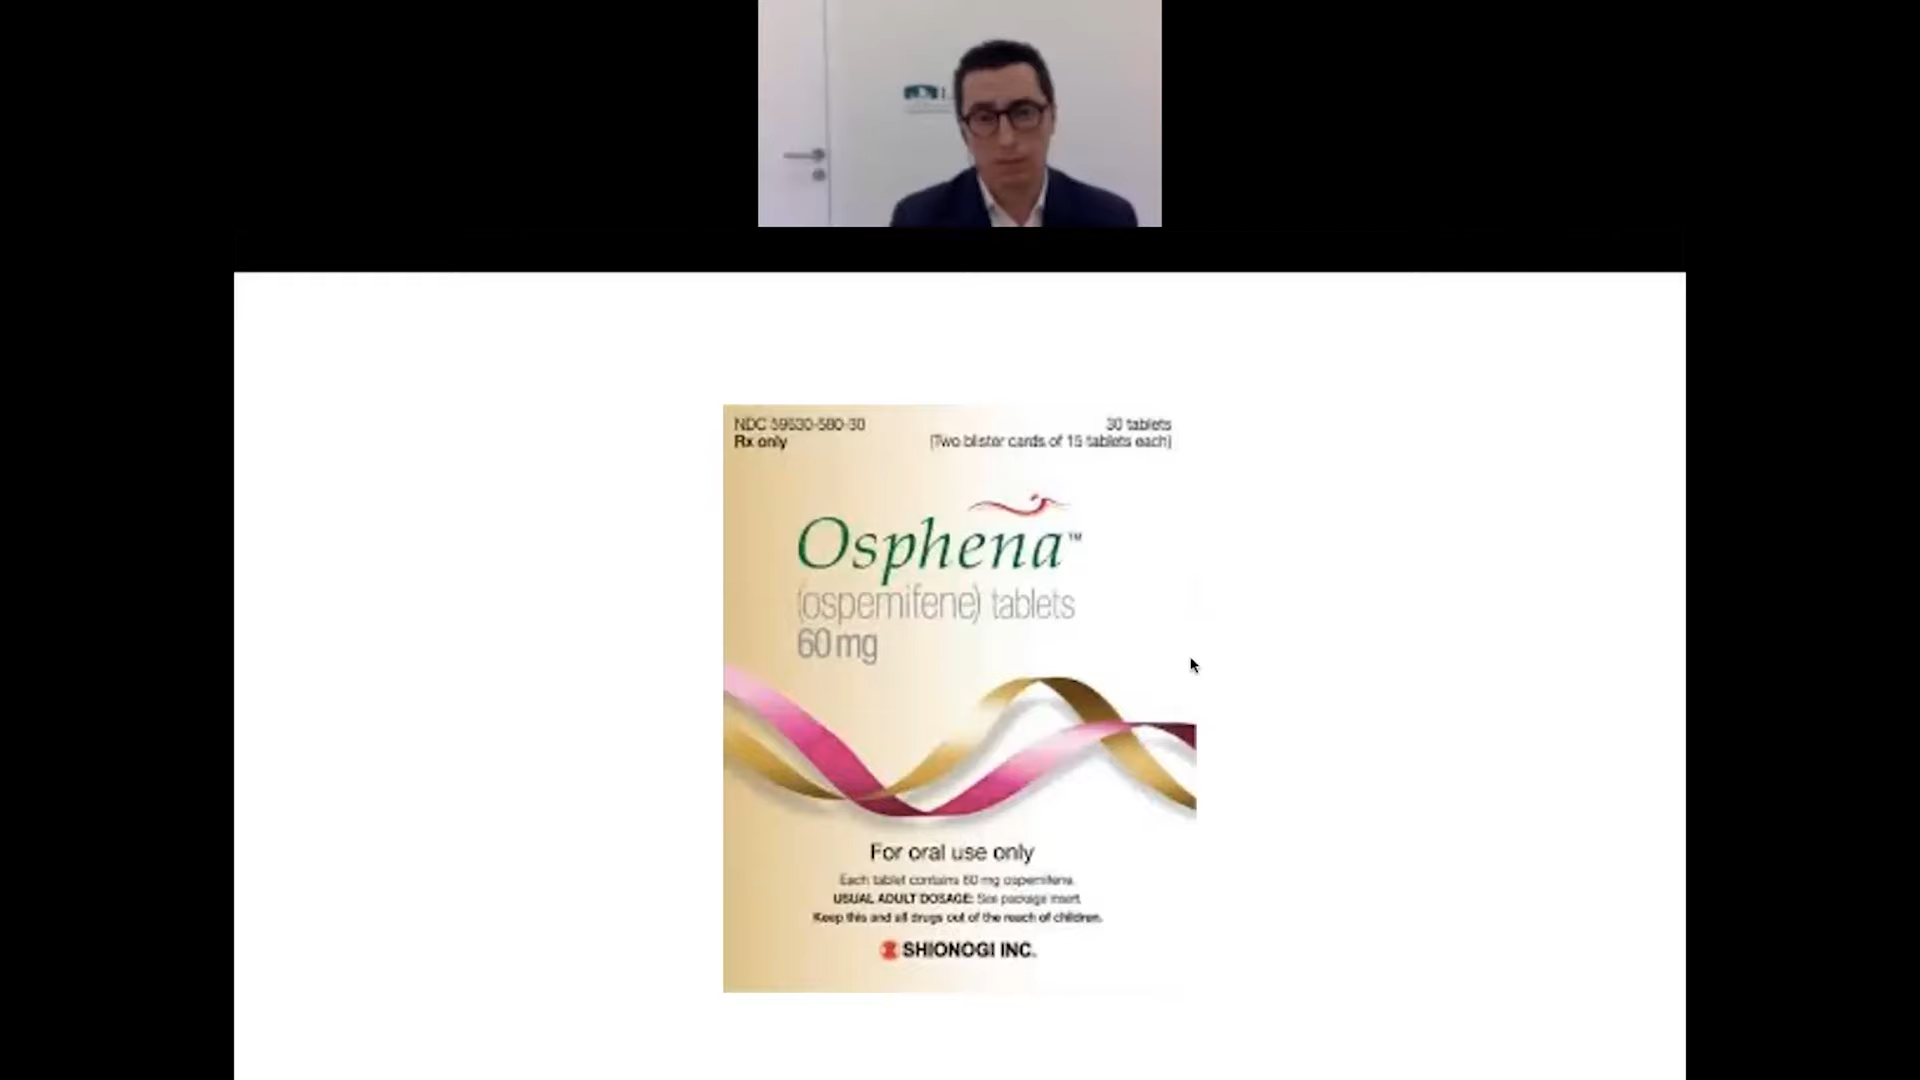 NDC 59630-580-30
30 tablets
Rx only
(Two blister cards of 15 tablets each)
Osphena™
(ospemifene) tablets
60 mg
For oral use only
Each tablet contains 60 mg ospemifene.
USUAL ADULT DOSAGE: See package insert.
Keep this and all drugs out of the reach of children.
SHIONOGI INC.